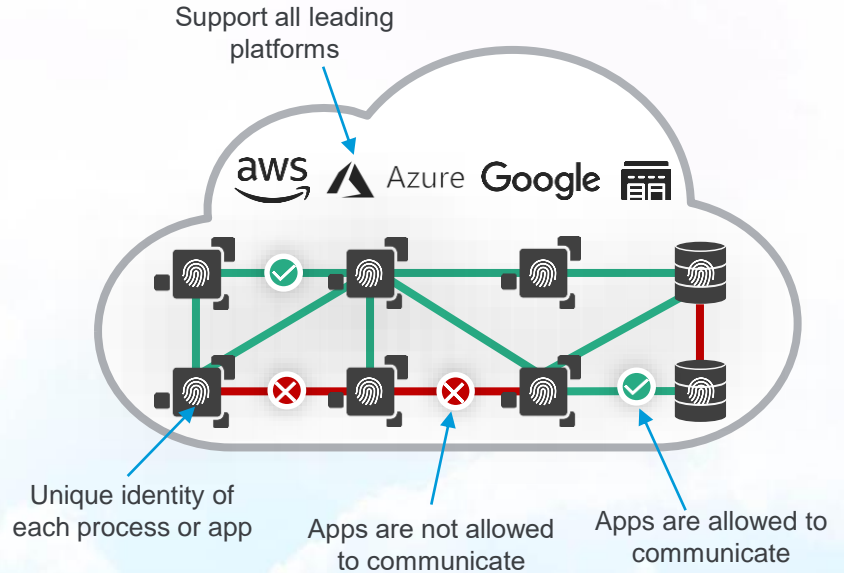 Support all leading
platforms
aws Azure Google
Unique identity of
each process or app
Apps are not allowed
to communicate
Apps are allowed to
communicate